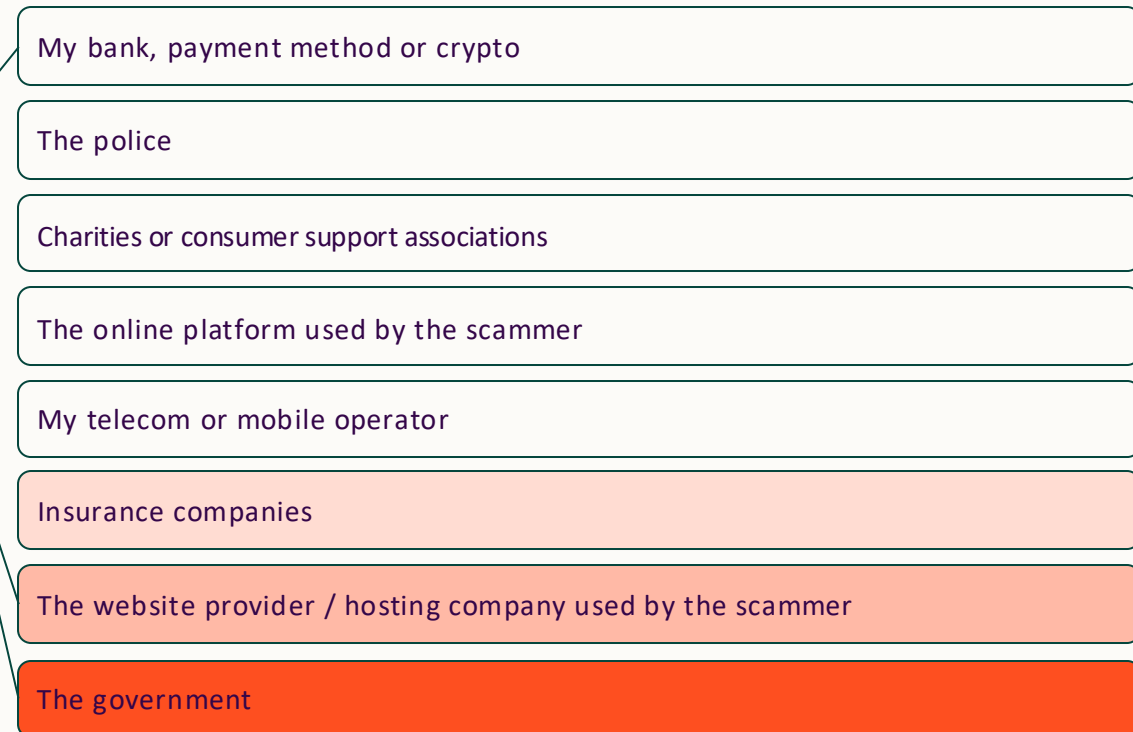 My bank, payment method or crypto
The police
Charities or consumer support associations
The online platform used by the scammer
My telecom or mobile operator
Insurance companies
The website provider / hosting company used by the scammer
The government